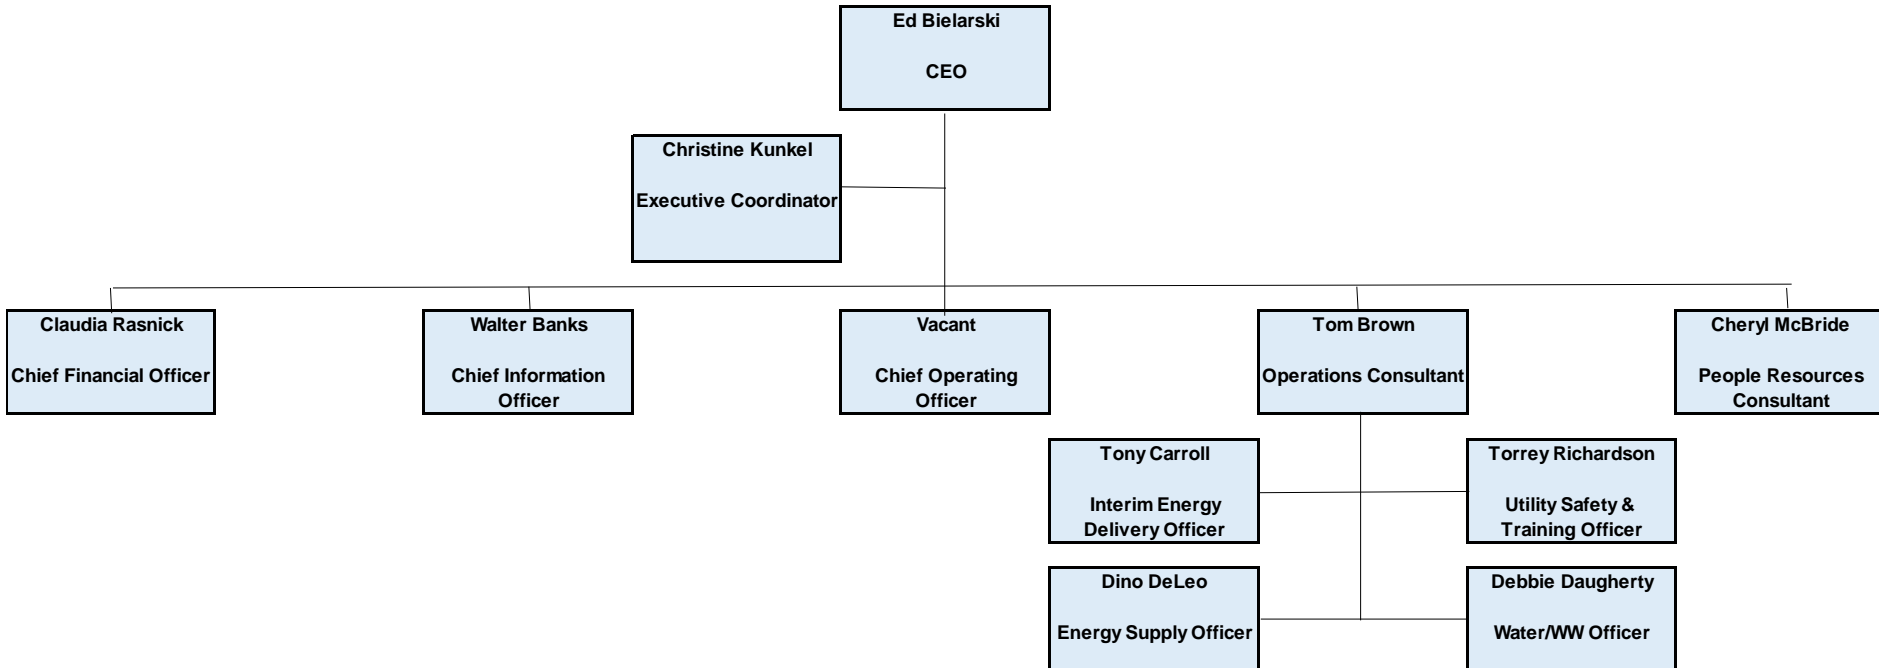 Ed Bielarski
CEO
Christine Kunkel
Executive Coordinator
Claudia Rasnick
Chief Financial Officer
Walter Banks
Chief Information
Officer
Vacant
Chief Operating
Officer
Tom Brown
Operations Consultant
Cheryl McBride
People Resources
Consultant
Tony Carroll
Interim Energy
Delivery Officer
Torrey Richardson
Utility Safety &
Training Officer
Dino DeLeo
Energy Supply Officer
Debbie Daugherty
Water/WW Officer